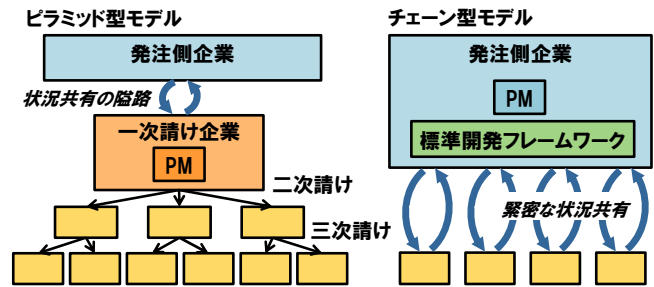 ピラミッド型モデル
発注側企業
状況共有の隘路
一次請け企業
PM
二次請け
三次請け
チェーン型モデル
発注側企業
PM
標準開発フレームワーク
緊密な状況共有